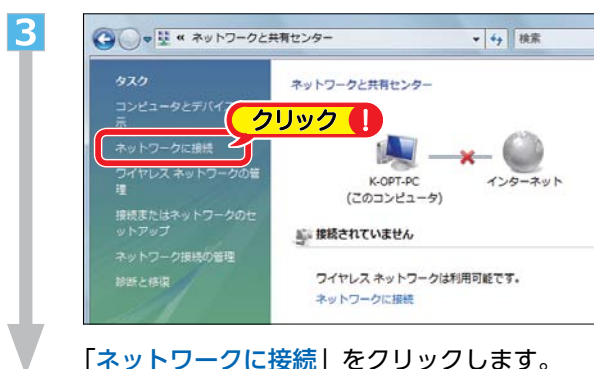 3
« ネットワークと共有センター
検索
タスク
コンピュータとデバイス
示
ネットワークに接続
ワイヤレス ネットワークの管
理
接続またはネットワークのセ
ットアップ
ネットワーク接続の管理
診断と修復
クリック !
ネットワークと共有センター
K-OPT-PC
(このコンピュータ)
インターネット
接続されていません
ワイヤレス ネットワークは利用可能です。
ネットワークに接続
「ネットワークに接続」をクリックします。